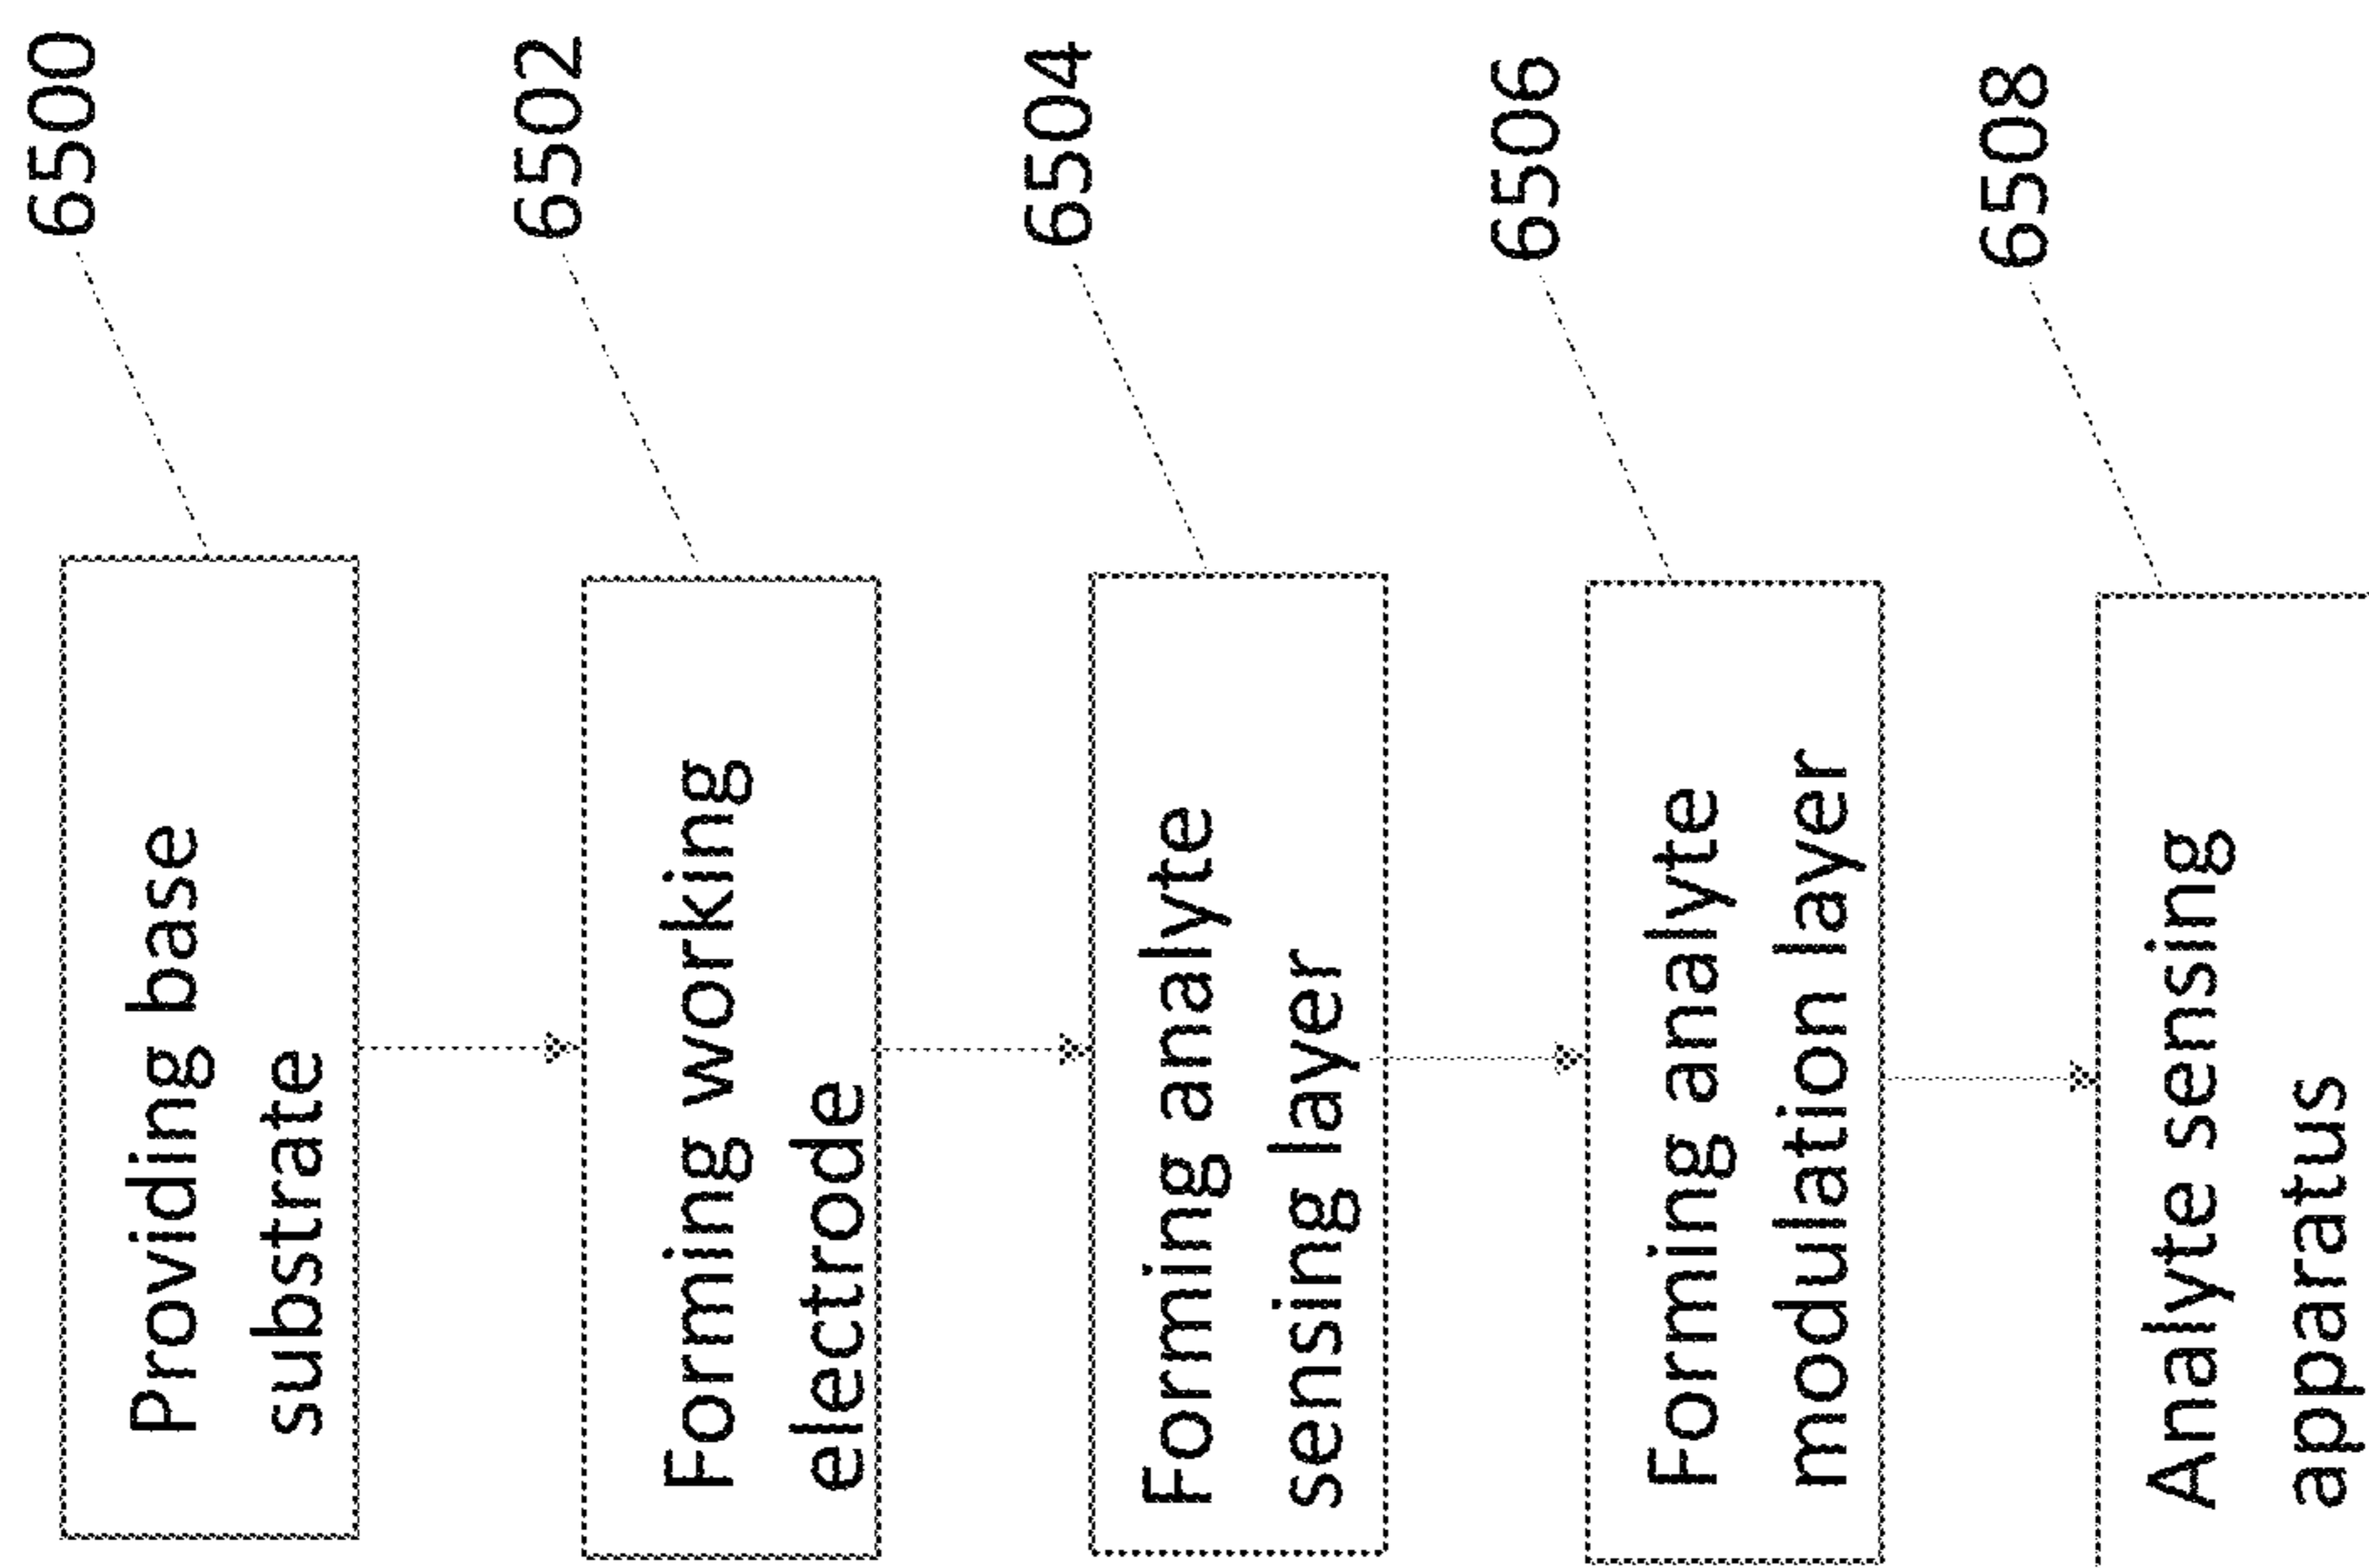 6500
Providing base
substrate
6502
Forming working
electrode
6504
Forming analyte
sensing layer
6506
Forming analyte
modulation layer
6508
Analyte sensing
apparatus